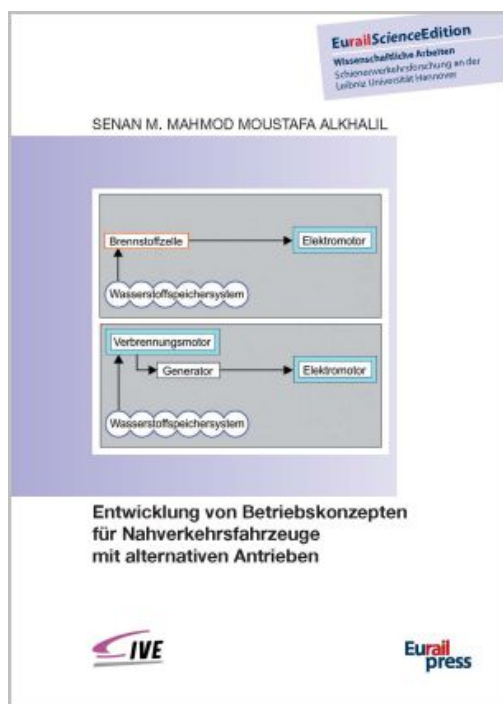 EurailScienceEdition
Wissenschaftliche Arbeiten
Schienenverkehrsforschung an der
Leibniz Universität Hannover
SENAN M. MAHMOD MOUSTAFA ALKHALIL
Brennstoffzelle
Elektromotor
Wasserstoffspeichersystem
Verbrennungsmotor
Generator
Elektromotor
Wasserstoffspeichersystem
Entwicklung von Betriebskonzepten
für Nahverkehrsfahrzeuge
mit alternativen Antrieben
IVE
Eurail
press